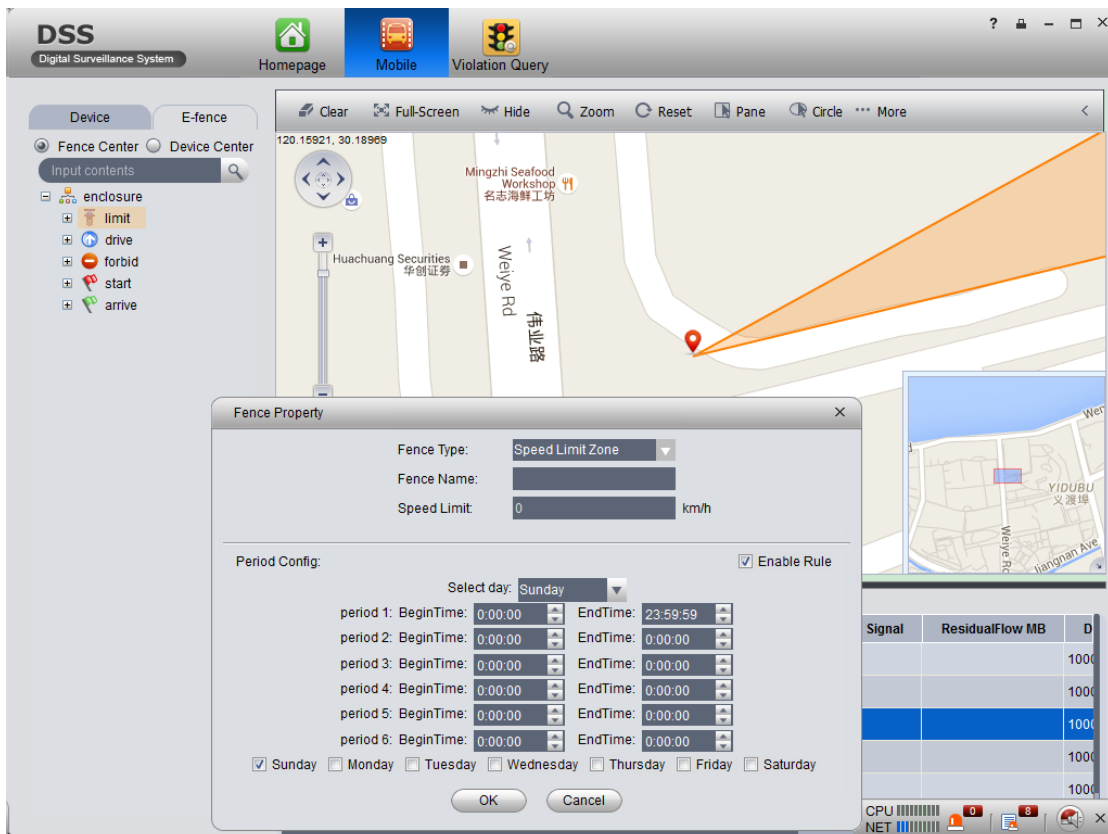 DSS
Digital Surveillance System
Homepage
Mobile
Violation Query
?
Device
E-fence
Fence Center
Device Center
Input contents
enclosure
limit
drive
forbid
start
arrive
Clear
Full-Screen
Hide
Zoom
Reset
Pane
Circle
More
120.15921, 30.18969
Mingzhi Seafood
Workshop
名志海鲜工坊
Huachuang Securities
华创证券
Weiye Rd
伟业路
YIDUBU
义渡埠
Weiye Rd
Jiangnan Ave
Wen
Fence Property
Fence Type: Speed Limit Zone
Fence Name:
Speed Limit: 0 km/h
Period Config:
Enable Rule
Select day: Sunday
period 1: BeginTime: 0:00:00 EndTime: 23:59:59
period 2: BeginTime: 0:00:00 EndTime: 0:00:00
period 3: BeginTime: 0:00:00 EndTime: 0:00:00
period 4: BeginTime: 0:00:00 EndTime: 0:00:00
period 5: BeginTime: 0:00:00 EndTime: 0:00:00
period 6: BeginTime: 0:00:00 EndTime: 0:00:00
Sunday Monday Tuesday Wednesday Thursday Friday Saturday
OK Cancel
Signal ResidualFlow MB D
1000
1000
1000
1000
1000
CPU
NET
0
8